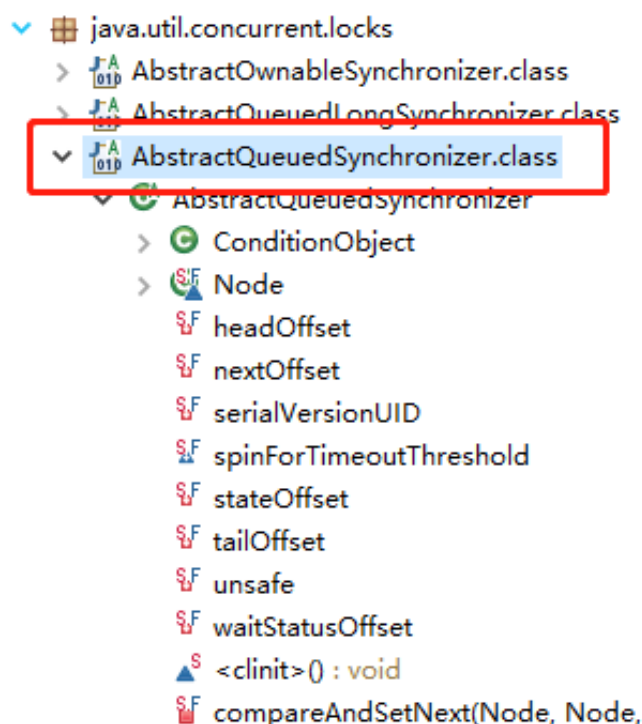 java.util.concurrent.locks
AbstractOwnableSynchronizer.class
AbstractQueuedLongSynchronizer.class
AbstractQueuedSynchronizer.class
AbstractQueuedSynchronizer
ConditionObject
Node
headOffset
nextOffset
serialVersionUID
spinForTimeoutThreshold
stateOffset
tailOffset
unsafe
waitStatusOffset
<clinit>() : void
compareAndSetNext(Node, Node,